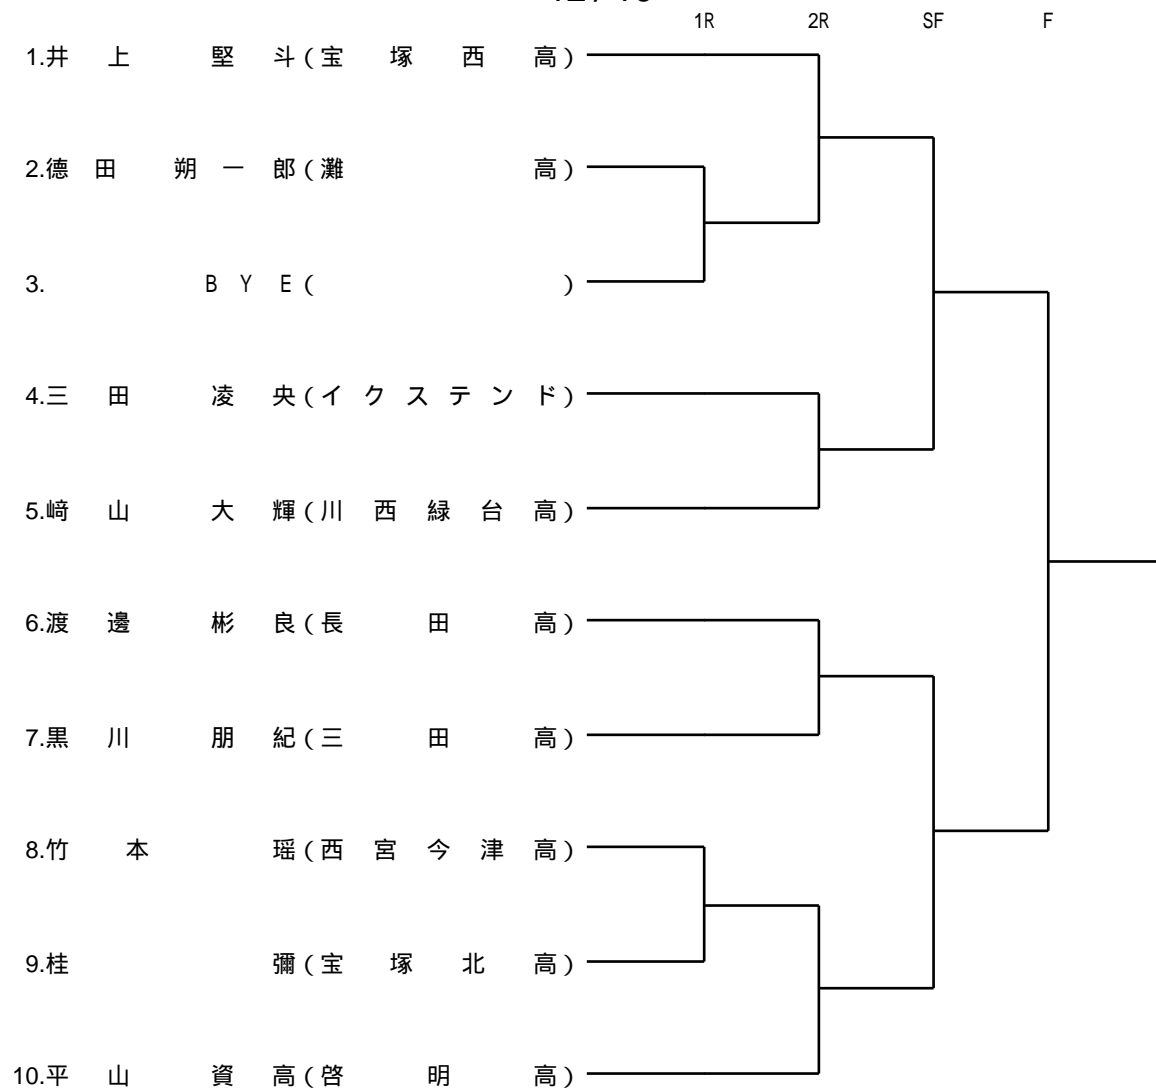 1R 2R SF F
1.井上 堅斗(宝塚西高)
2.德田 朔一郎(灘高)
3. BYE( )
4.三田 凌央(イクステンド)
5.﨑山 大輝(川西緑台高)
6.渡邊 彬良(長田高)
7.黒川 朋紀(三田高)
8.竹本 瑶(西宮今津高)
9.桂 彌(宝塚北高)
10.平山 資高(啓明高)